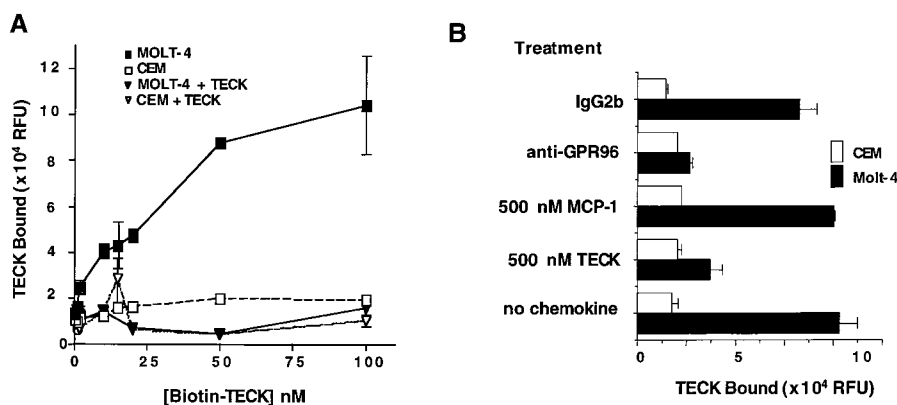 A
MOLT-4
CEM
MOLT-4 + TECK
CEM + TECK
TECK Bound (x10⁴ RFU)
12
10
8
6
4
2
0
0
25
50
75
100
[Biotin-TECK] nM
B
Treatment
IgG2b
anti-GPR96
500 nM MCP-1
500 nM TECK
no chemokine
CEM
Molt-4
0
5
10
TECK Bound (x10⁴ RFU)